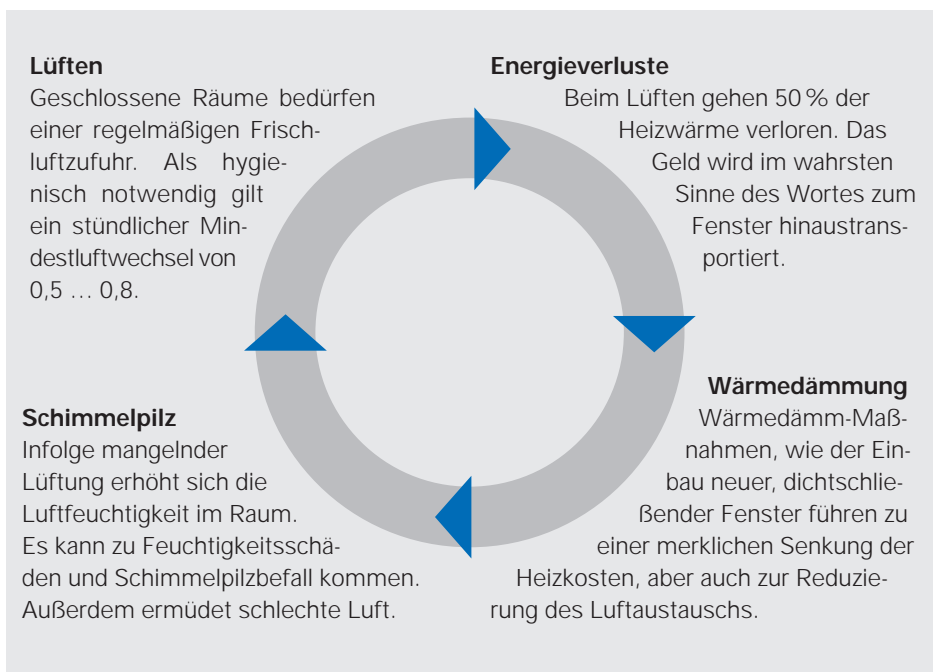 Lüften
Geschlossene Räume bedürfen
einer regelmäßigen Frisch-
luftzufuhr. Als hygie-
nisch notwendig gilt
ein stündlicher Min-
destluftwechsel von
0,5 … 0,8.
Energieverluste
Beim Lüften gehen 50 % der
Heizwärme verloren. Das
Geld wird im wahrsten
Sinne des Wortes zum
Fenster hinaustrans-
portiert.
Wärmedämmung
Wärmedämm-Maß-
nahmen, wie der Ein-
bau neuer, dichtschlie-
ßender Fenster führen zu
einer merklichen Senkung der
Heizkosten, aber auch zur Reduzie-
rung des Luftaustauschs.
Schimmelpilz
Infolge mangelnder
Lüftung erhöht sich die
Luftfeuchtigkeit im Raum.
Es kann zu Feuchtigkeitsschä-
den und Schimmelpilzbefall kommen.
Außerdem ermüdet schlechte Luft.